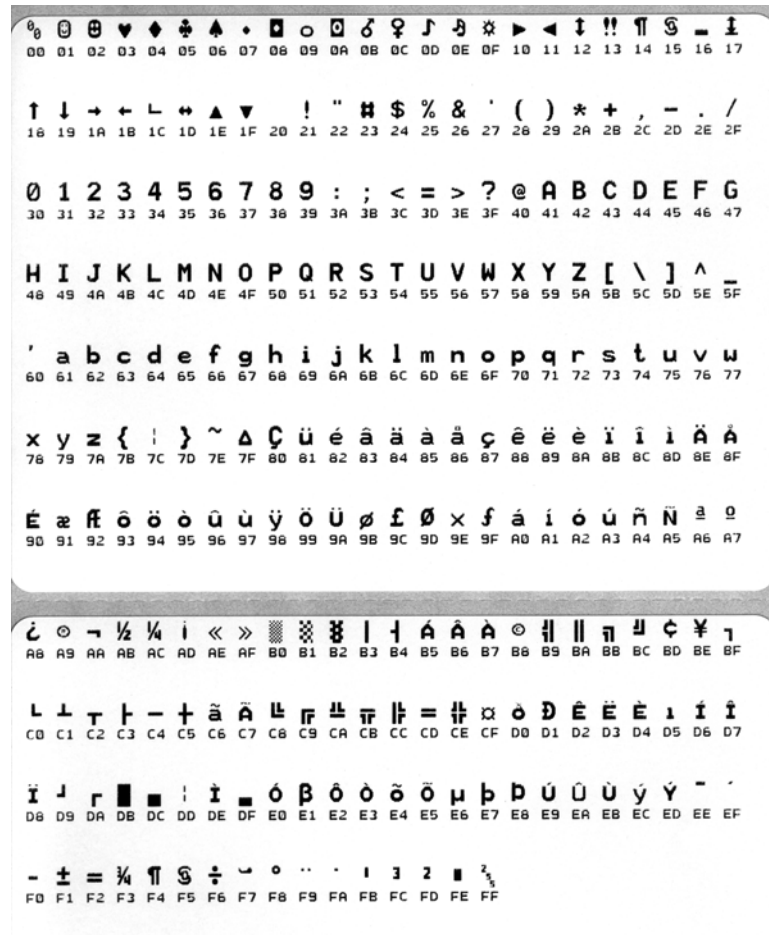 ⁰₀ ☺ ☻ ♥ ♦ ♣ ♠ • ◘ ○ ◙ ♂ ♀ ♪ ♫ ☼ ► ◄ ↕ ‼ ¶ § ▬ ↨
00 01 02 03 04 05 06 07 08 09 0A 0B 0C 0D 0E 0F 10 11 12 13 14 15 16 17
↑ ↓ → ← ∟ ↔ ▲ ▼ ! " # $ % & ' ( ) * + , - . /
18 19 1A 1B 1C 1D 1E 1F 20 21 22 23 24 25 26 27 28 29 2A 2B 2C 2D 2E 2F
0 1 2 3 4 5 6 7 8 9 : ; < = > ? @ A B C D E F G
30 31 32 33 34 35 36 37 38 39 3A 3B 3C 3D 3E 3F 40 41 42 43 44 45 46 47
H I J K L M N O P Q R S T U V W X Y Z [ \ ] ^ _
48 49 4A 4B 4C 4D 4E 4F 50 51 52 53 54 55 56 57 58 59 5A 5B 5C 5D 5E 5F
' a b c d e f g h i j k l m n o p q r s t u v w
60 61 62 63 64 65 66 67 68 69 6A 6B 6C 6D 6E 6F 70 71 72 73 74 75 76 77
x y z { ¦ } ~ ∆ Ç ü é â ä à å ç ê ë è ï î ì Ä Å
78 79 7A 7B 7C 7D 7E 7F 80 81 82 83 84 85 86 87 88 89 8A 8B 8C 8D 8E 8F
É æ Æ ô ö ò û ù ÿ Ö Ü ø £ Ø × ƒ á í ó ú ñ Ñ ª º
90 91 92 93 94 95 96 97 98 99 9A 9B 9C 9D 9E 9F A0 A1 A2 A3 A4 A5 A6 A7
¿ ® ¬ ½ ¼ ¡ « » ░ ▒ ▓ │ ┤ Á Â À © ╣ ║ ╗ ╝ ¢ ¥ ┐
A8 A9 AA AB AC AD AE AF B0 B1 B2 B3 B4 B5 B6 B7 B8 B9 BA BB BC BD BE BF
└ ┴ ┬ ├ ─ ┼ ã Ã ╚ ╔ ╩ ╦ ╠ = ╬ ¤ ð Đ Ê Ë È ı Í Î
C0 C1 C2 C3 C4 C5 C6 C7 C8 C9 CA CB CC CD CE CF D0 D1 D2 D3 D4 D5 D6 D7
Ï ┘ ┌ █ ▄ ¦ Ì ▄ Ó β Ô Ò õ Õ µ þ Þ Ú Û Ù ý Ý ¯ ´
D8 D9 DA DB DC DD DE DF E0 E1 E2 E3 E4 E5 E6 E7 E8 E9 EA EB EC ED EE EF
- ± = ¾ ¶ § ÷ ¸ ° ¨ · ı 3 2 ■ ²₅₅
F0 F1 F2 F3 F4 F5 F6 F7 F8 F9 FA FB FC FD FE FF